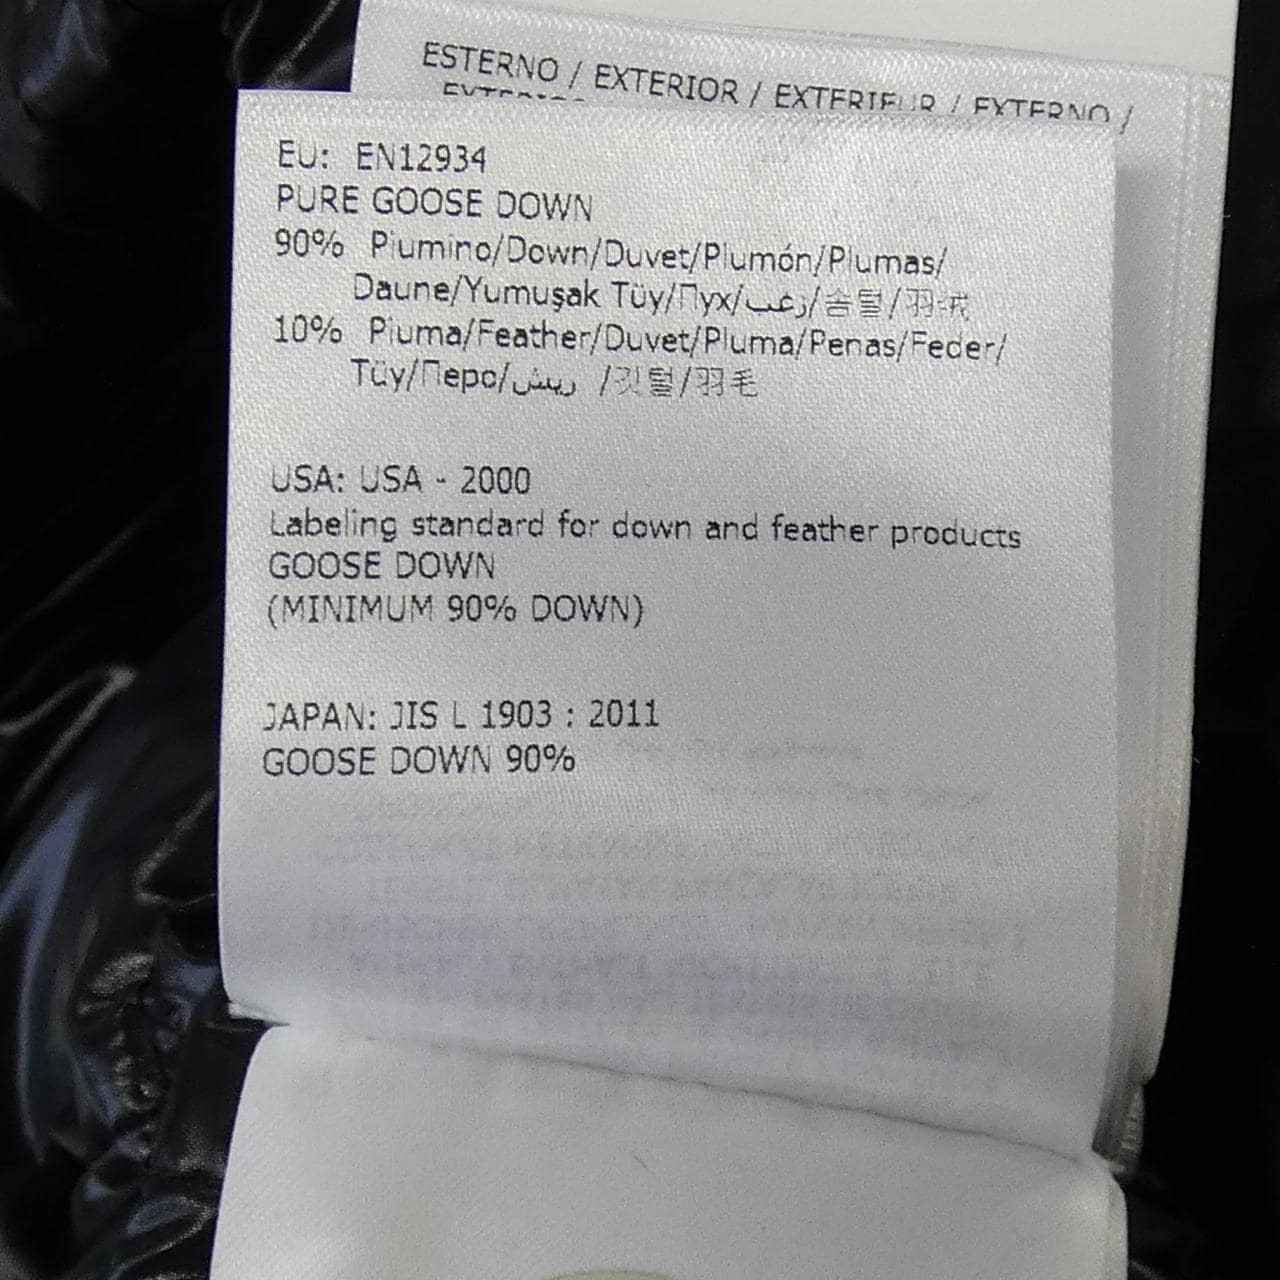 ESTERNO / EXTERIOR / EXTERIEUR / EXTERNO /
EU: EN12934
PURE GOOSE DOWN
90% Piumino/Down/Duvet/Plumón/Plumas/
Daune/Yumuşak Tüy/Пух/زغب/솜털/羽绒
10% Piuma/Feather/Duvet/Pluma/Penas/Feder/
Tüy/Перо/ريش /깃털/羽毛
USA: USA - 2000
Labeling standard for down and feather products
GOOSE DOWN
(MINIMUM 90% DOWN)
JAPAN: JIS L 1903 : 2011
GOOSE DOWN 90%